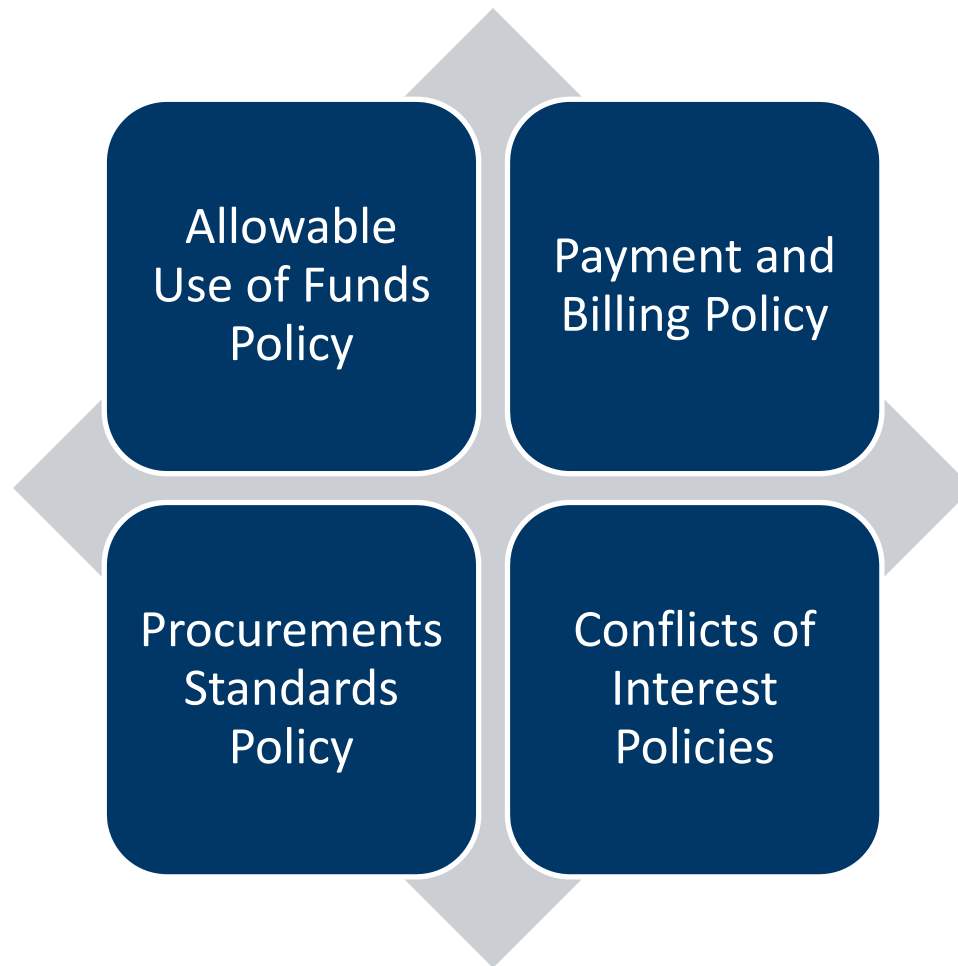 Allowable
Use of Funds
Policy
Payment and
Billing Policy
Procurements
Standards
Policy
Conflicts of
Interest
Policies